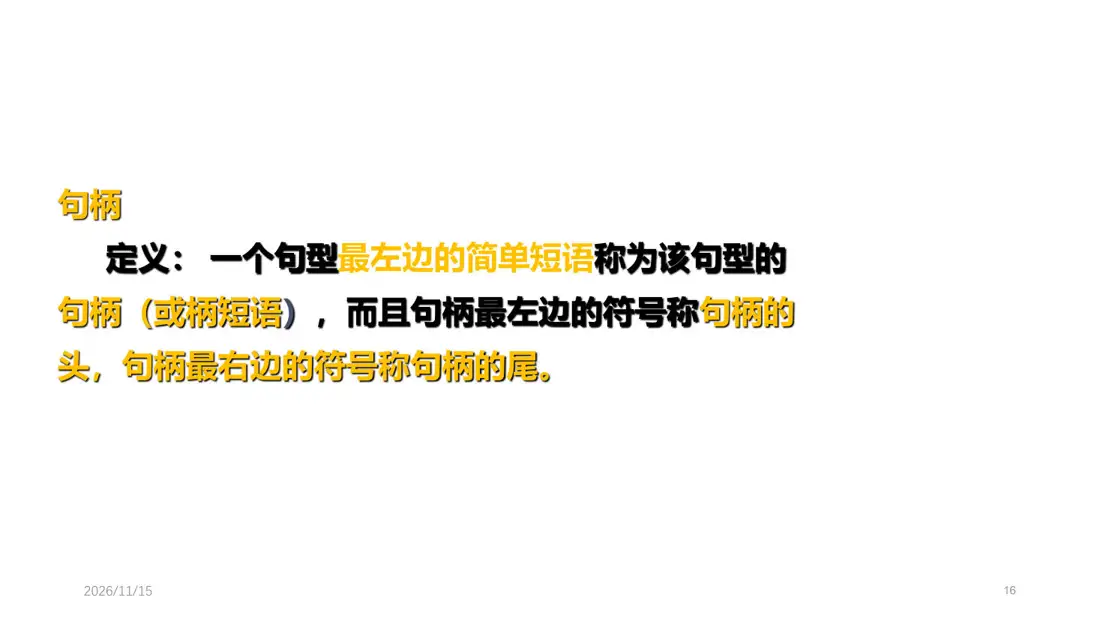 句柄
定义： 一个句型最左边的简单短语称为该句型的
句柄（或柄短语），而且句柄最左边的符号称句柄的
头，句柄最右边的符号称句柄的尾。
2026/11/15
16